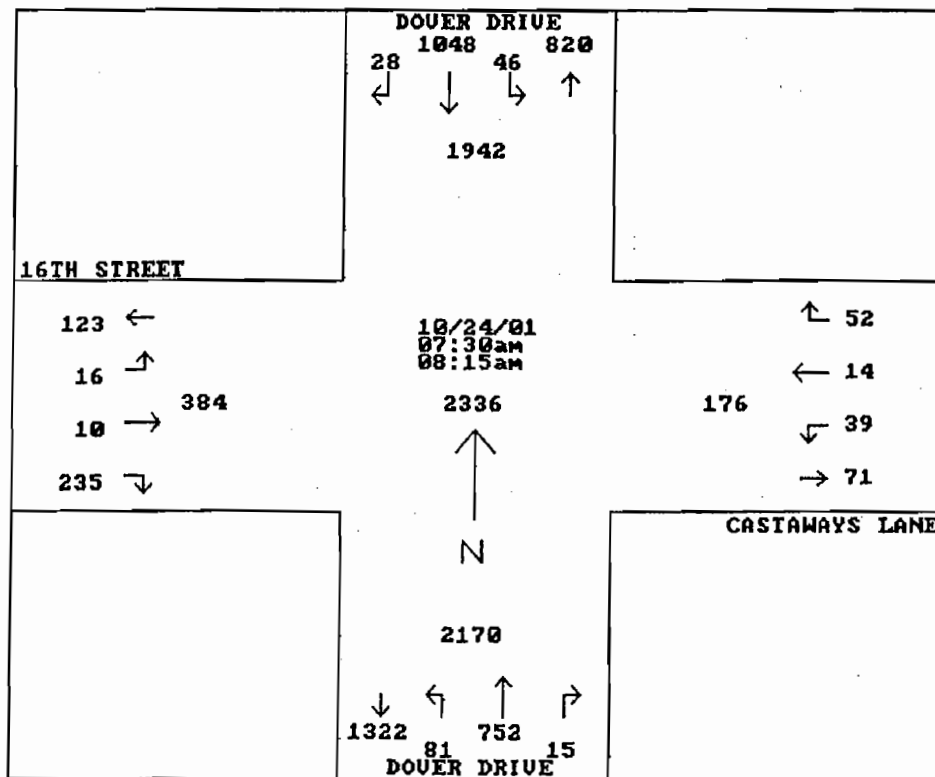 DOVER DRIVE
1048 820
28 46
1942
16TH STREET
123
16
10
235
384
10/24/01
07:30am
08:15am
2336
176
52
14
39
71
CASTAWAYS LANE
N
2170
1322 752
81 15
DOVER DRIVE